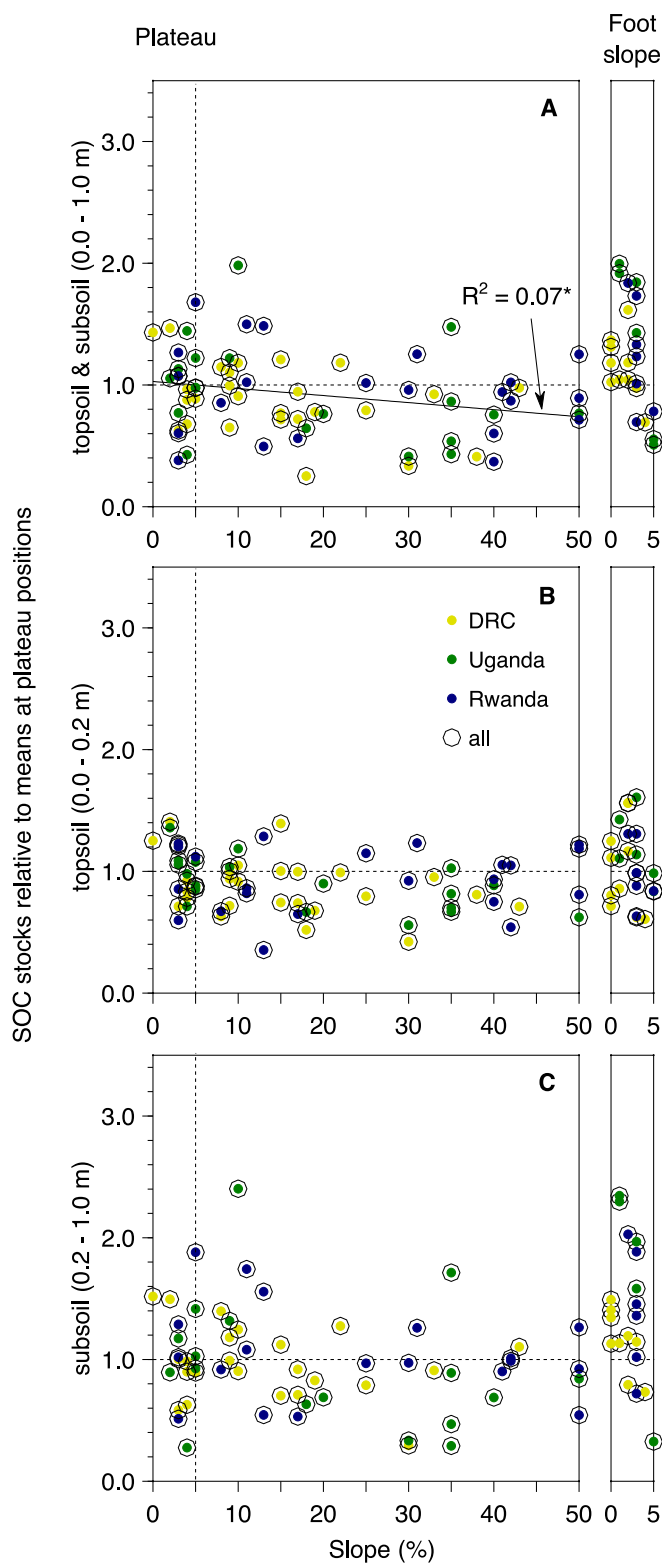 Plateau
Foot
slope
A
topsoil & subsoil (0.0 - 1.0 m)
3.0
2.0
1.0
0.0
R² = 0.07*
0 10 20 30 40 50 0 5
B
SOC stocks relative to means at plateau positions
topsoil (0.0 - 0.2 m)
3.0
2.0
1.0
0.0
DRC
Uganda
Rwanda
all
0 10 20 30 40 50 0 5
C
subsoil (0.2 - 1.0 m)
3.0
2.0
1.0
0.0
0 10 20 30 40 50 0 5
Slope (%)